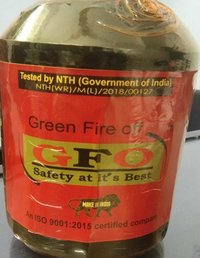 Tested by NTH (Government of India)
NTH(WR)/M(L)/2018/00127
Green Fire off
GFO
Safety at it's Best
MAKE IN INDIA
An ISO 9001:2015 certified company